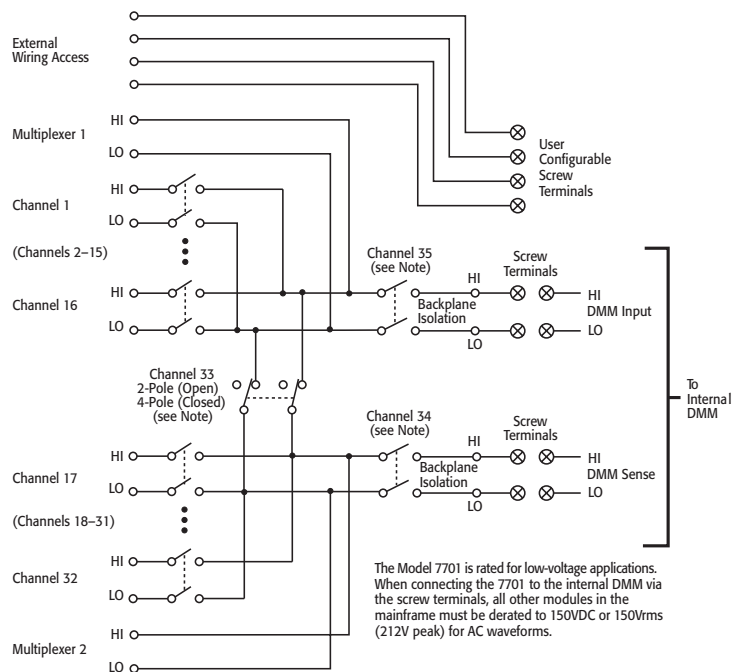 External
Wiring Access
Multiplexer 1
HI
LO
User
Configurable
Screw
Terminals
Channel 1
HI
LO
(Channels 2–15)
Channel 16
HI
LO
Channel 35
(see Note)
Backplane
Isolation
HI
LO
Screw
Terminals
HI
DMM Input
LO
Channel 33
2-Pole (Open)
4-Pole (Closed)
(see Note)
To
Internal
DMM
Channel 17
HI
LO
(Channels 18–31)
Channel 34
(see Note)
Backplane
Isolation
HI
LO
Screw
Terminals
HI
DMM Sense
LO
Channel 32
HI
LO
Multiplexer 2
HI
LO
The Model 7701 is rated for low-voltage applications.
When connecting the 7701 to the internal DMM via
the screw terminals, all other modules in the
mainframe must be derated to 150VDC or 150Vrms
(212V peak) for AC waveforms.